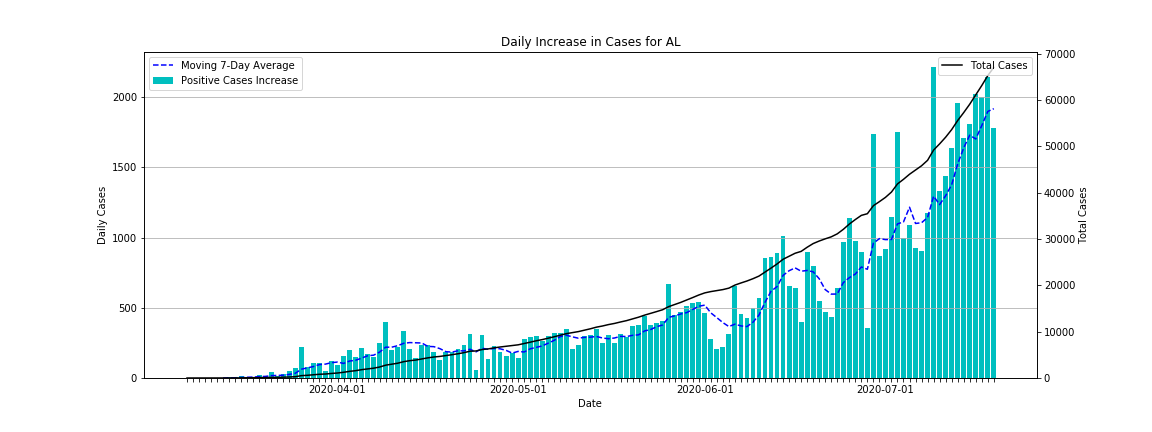 Daily Increase in Cases for AL
Moving 7-Day Average
Positive Cases Increase
Total Cases
2000
1500
1000
500
0
Daily Cases
70000
60000
50000
40000
30000
20000
10000
0
Total Cases
2020-04-01
2020-05-01
2020-06-01
2020-07-01
Date